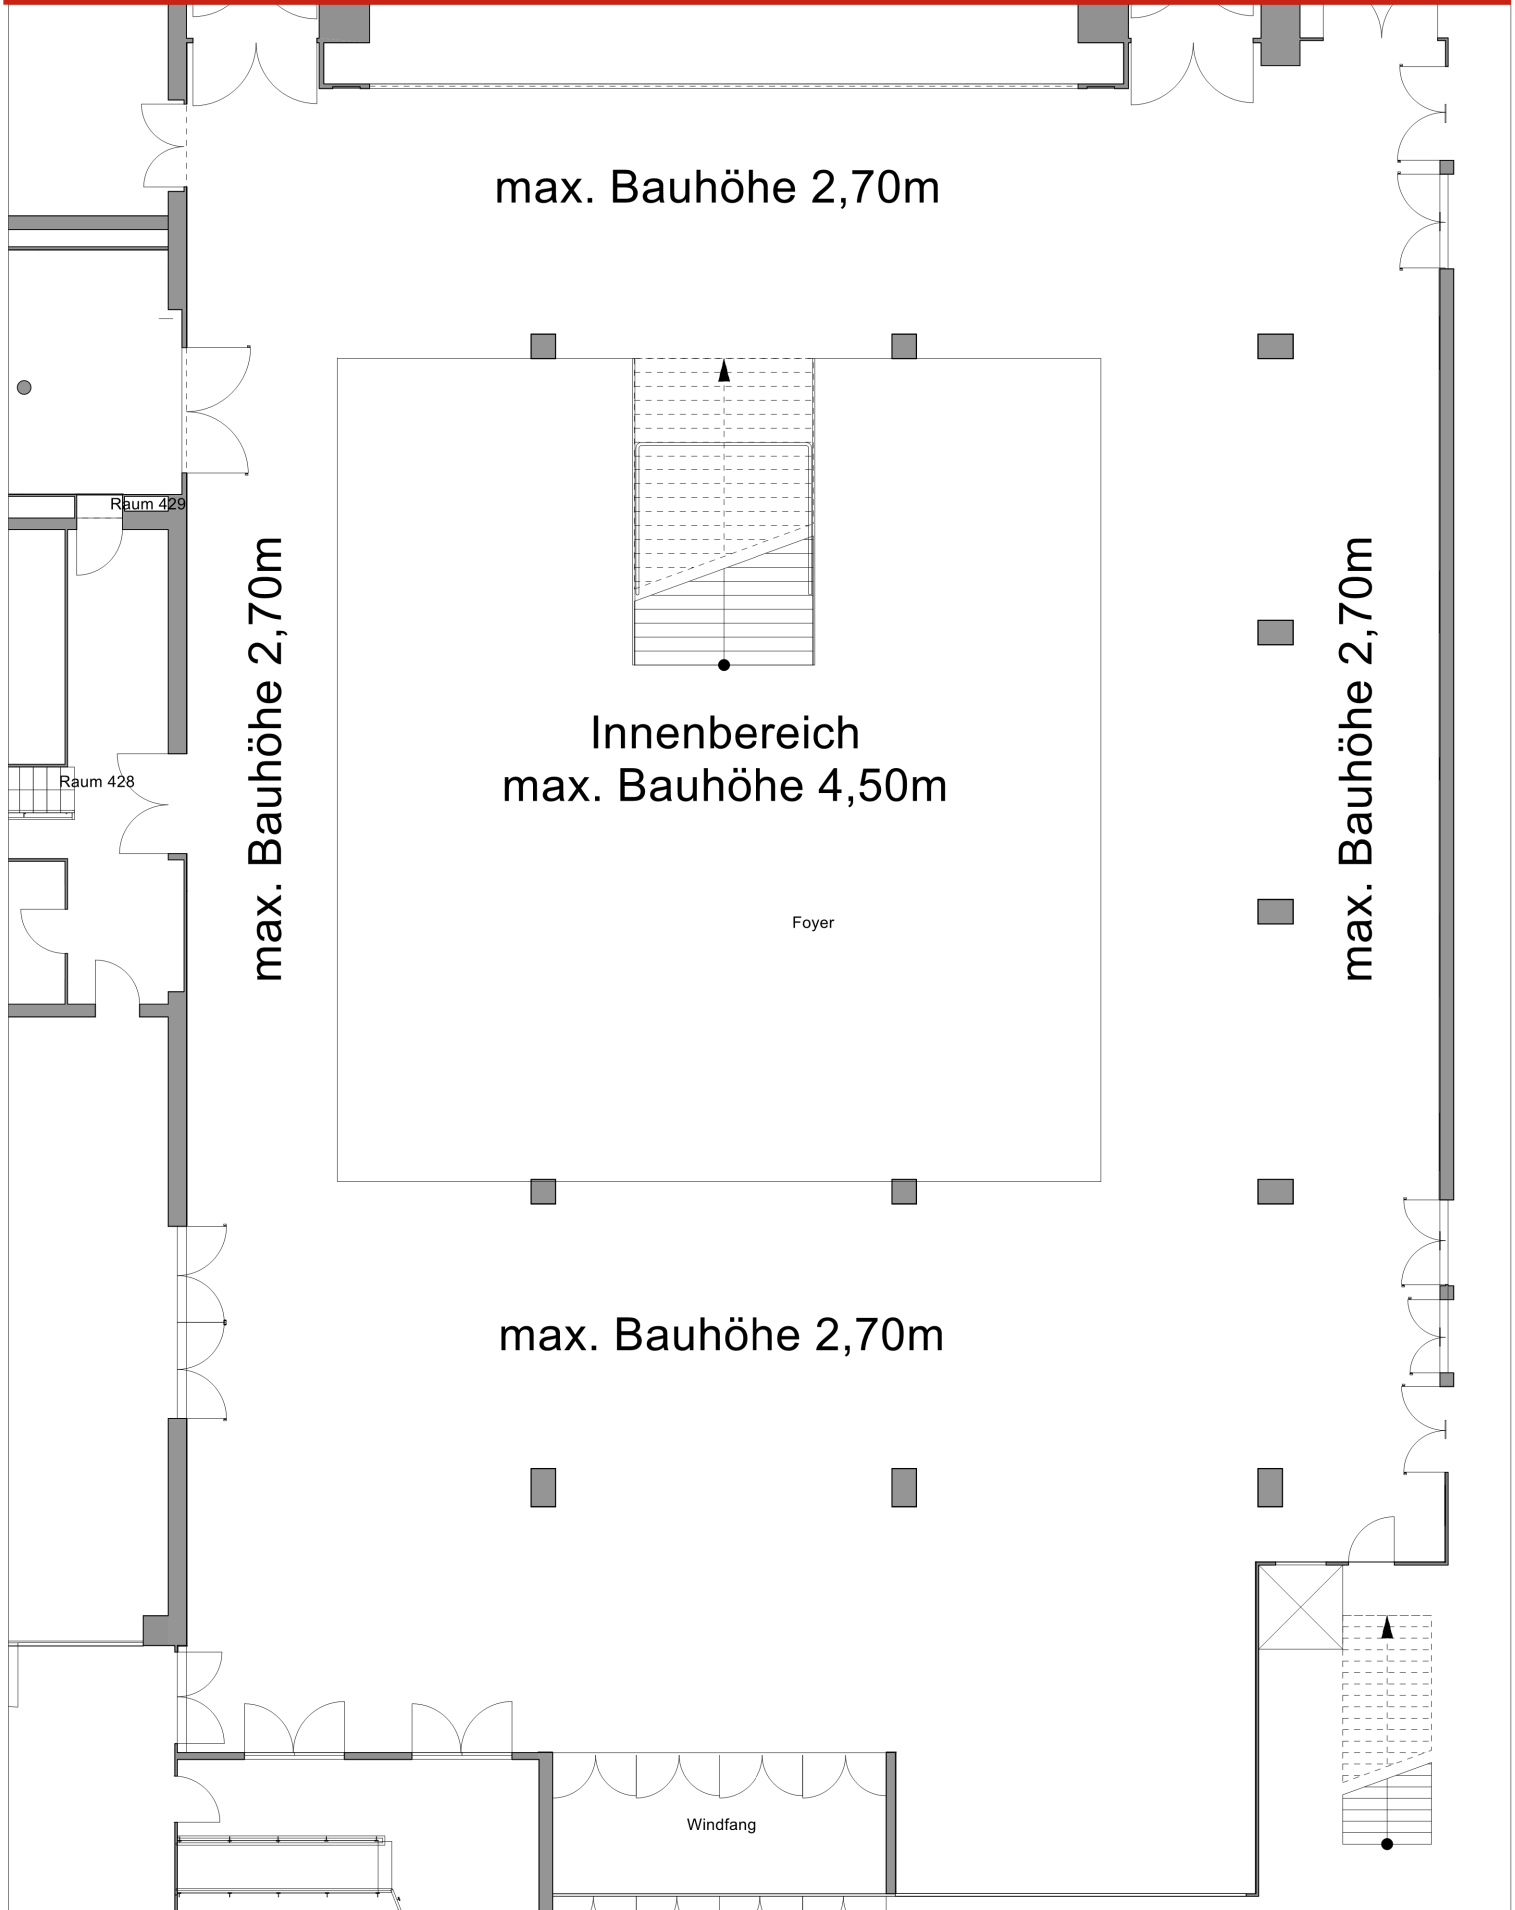 max. Bauhöhe 2,70m
Raum 429
max. Bauhöhe 2,70m
max. Bauhöhe 2,70m
Innenbereich
max. Bauhöhe 4,50m
Raum 428
Foyer
max. Bauhöhe 2,70m
Windfang